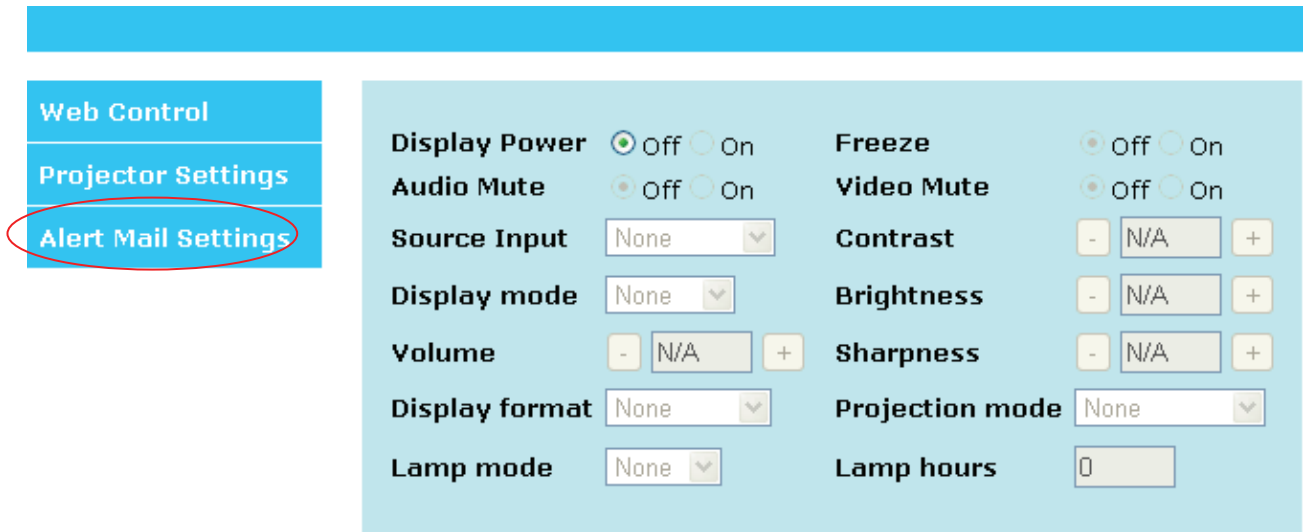 Web Control
Projector Settings
Alert Mail Settings
Display Power Off On Freeze Off On
Audio Mute Off On Video Mute Off On
Source Input None Contrast - N/A +
Display mode None Brightness - N/A +
Volume - N/A + Sharpness - N/A +
Display format None Projection mode None
Lamp mode None Lamp hours 0